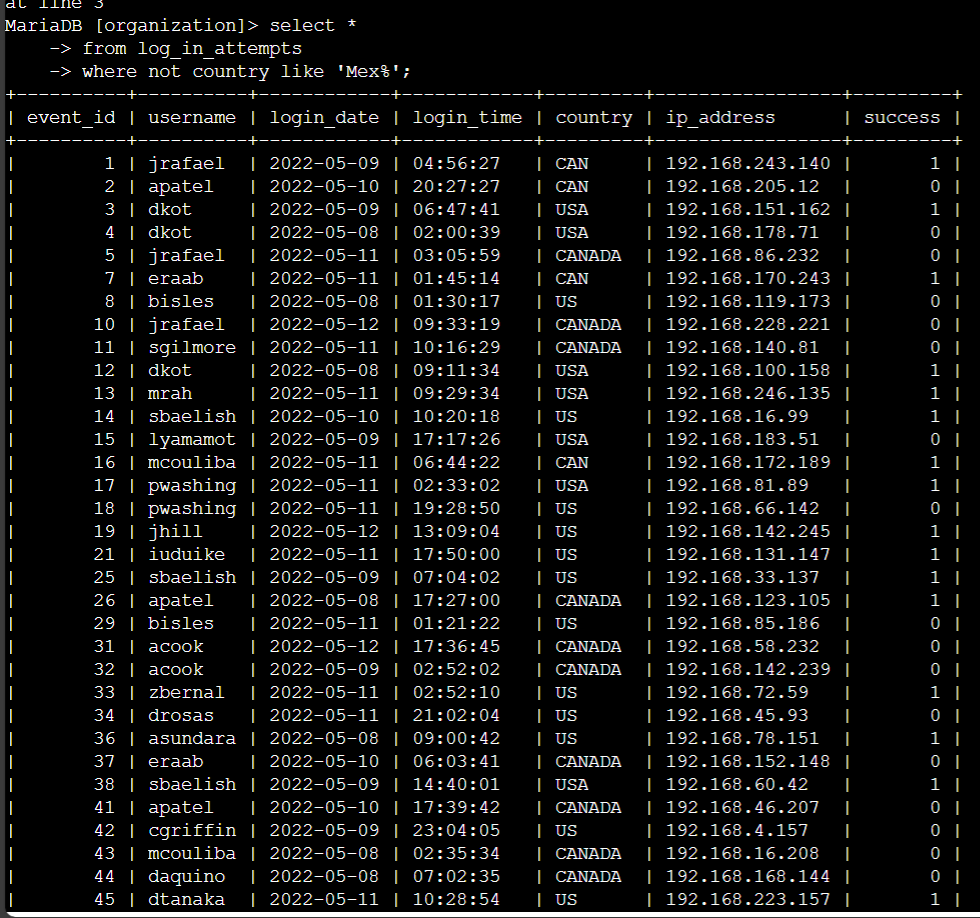 at line 3
MariaDB [organization]> select *
    -> from log_in_attempts
    -> where not country like 'Mex%';
+----------+----------+------------+------------+---------+-----------------+---------+
| event_id | username | login_date | login_time | country | ip_address      | success |
+----------+----------+------------+------------+---------+-----------------+---------+
|        1 | jrafael  | 2022-05-09 | 04:56:27   | CAN     | 192.168.243.140 |       1 |
|        2 | apatel   | 2022-05-10 | 20:27:27   | CAN     | 192.168.205.12  |       0 |
|        3 | dkot     | 2022-05-09 | 06:47:41   | USA     | 192.168.151.162 |       1 |
|        4 | dkot     | 2022-05-08 | 02:00:39   | USA     | 192.168.178.71  |       0 |
|        5 | jrafael  | 2022-05-11 | 03:05:59   | CANADA  | 192.168.86.232  |       0 |
|        7 | eraab    | 2022-05-11 | 01:45:14   | CAN     | 192.168.170.243 |       1 |
|        8 | bisles   | 2022-05-08 | 01:30:17   | US      | 192.168.119.173 |       0 |
|       10 | jrafael  | 2022-05-12 | 09:33:19   | CANADA  | 192.168.228.221 |       0 |
|       11 | sgilmore | 2022-05-11 | 10:16:29   | CANADA  | 192.168.140.81  |       0 |
|       12 | dkot     | 2022-05-08 | 09:11:34   | USA     | 192.168.100.158 |       1 |
|       13 | mrah     | 2022-05-11 | 09:29:34   | USA     | 192.168.246.135 |       1 |
|       14 | sbaelish | 2022-05-10 | 10:20:18   | US      | 192.168.16.99   |       1 |
|       15 | lyamamot | 2022-05-09 | 17:17:26   | USA     | 192.168.183.51  |       0 |
|       16 | mcouliba | 2022-05-11 | 06:44:22   | CAN     | 192.168.172.189 |       1 |
|       17 | pwashing | 2022-05-11 | 02:33:02   | USA     | 192.168.81.89   |       1 |
|       18 | pwashing | 2022-05-11 | 19:28:50   | US      | 192.168.66.142  |       0 |
|       19 | jhill    | 2022-05-12 | 13:09:04   | US      | 192.168.142.245 |       1 |
|       21 | iuduike  | 2022-05-11 | 17:50:00   | US      | 192.168.131.147 |       1 |
|       25 | sbaelish | 2022-05-09 | 07:04:02   | US      | 192.168.33.137  |       1 |
|       26 | apatel   | 2022-05-08 | 17:27:00   | CANADA  | 192.168.123.105 |       1 |
|       29 | bisles   | 2022-05-11 | 01:21:22   | US      | 192.168.85.186  |       0 |
|       31 | acook    | 2022-05-12 | 17:36:45   | CANADA  | 192.168.58.232  |       0 |
|       32 | acook    | 2022-05-09 | 02:52:02   | CANADA  | 192.168.142.239 |       0 |
|       33 | zbernal  | 2022-05-11 | 02:52:10   | US      | 192.168.72.59   |       1 |
|       34 | drosas   | 2022-05-11 | 21:02:04   | US      | 192.168.45.93   |       0 |
|       36 | asundara | 2022-05-08 | 09:00:42   | US      | 192.168.78.151  |       1 |
|       37 | eraab    | 2022-05-10 | 06:03:41   | CANADA  | 192.168.152.148 |       0 |
|       38 | sbaelish | 2022-05-09 | 14:40:01   | USA     | 192.168.60.42   |       1 |
|       41 | apatel   | 2022-05-10 | 17:39:42   | CANADA  | 192.168.46.207  |       0 |
|       42 | cgriffin | 2022-05-09 | 23:04:05   | US      | 192.168.4.157   |       0 |
|       43 | mcouliba | 2022-05-08 | 02:35:34   | CANADA  | 192.168.16.208  |       0 |
|       44 | daquino  | 2022-05-08 | 07:02:35   | CANADA  | 192.168.168.144 |       0 |
|       45 | dtanaka  | 2022-05-11 | 10:28:54   | US      | 192.168.223.157 |       1 |